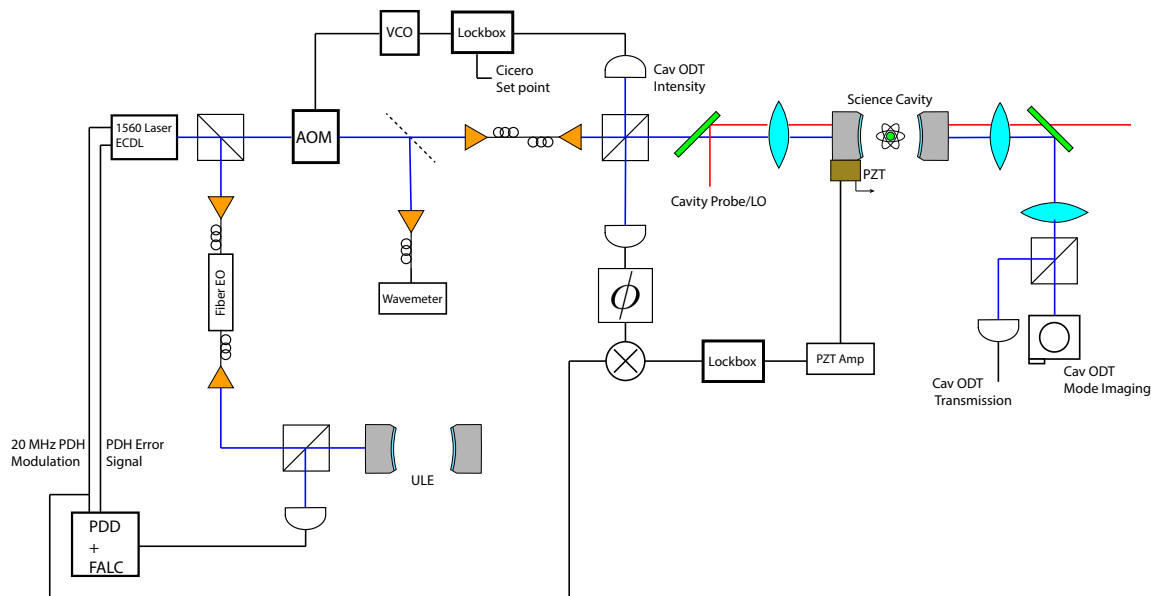 VCO
Lockbox
Cicero
Set point
Cav ODT
Intensity
1560 Laser
ECDL
AOM
Science Cavity
PZT
Cavity Probe/LO
Fiber EO
Wavemeter
ϕ
Lockbox
PZT Amp
Cav ODT
Transmission
Cav ODT
Mode Imaging
20 MHz PDH
Modulation
PDH Error
Signal
ULE
PDD
+
FALC